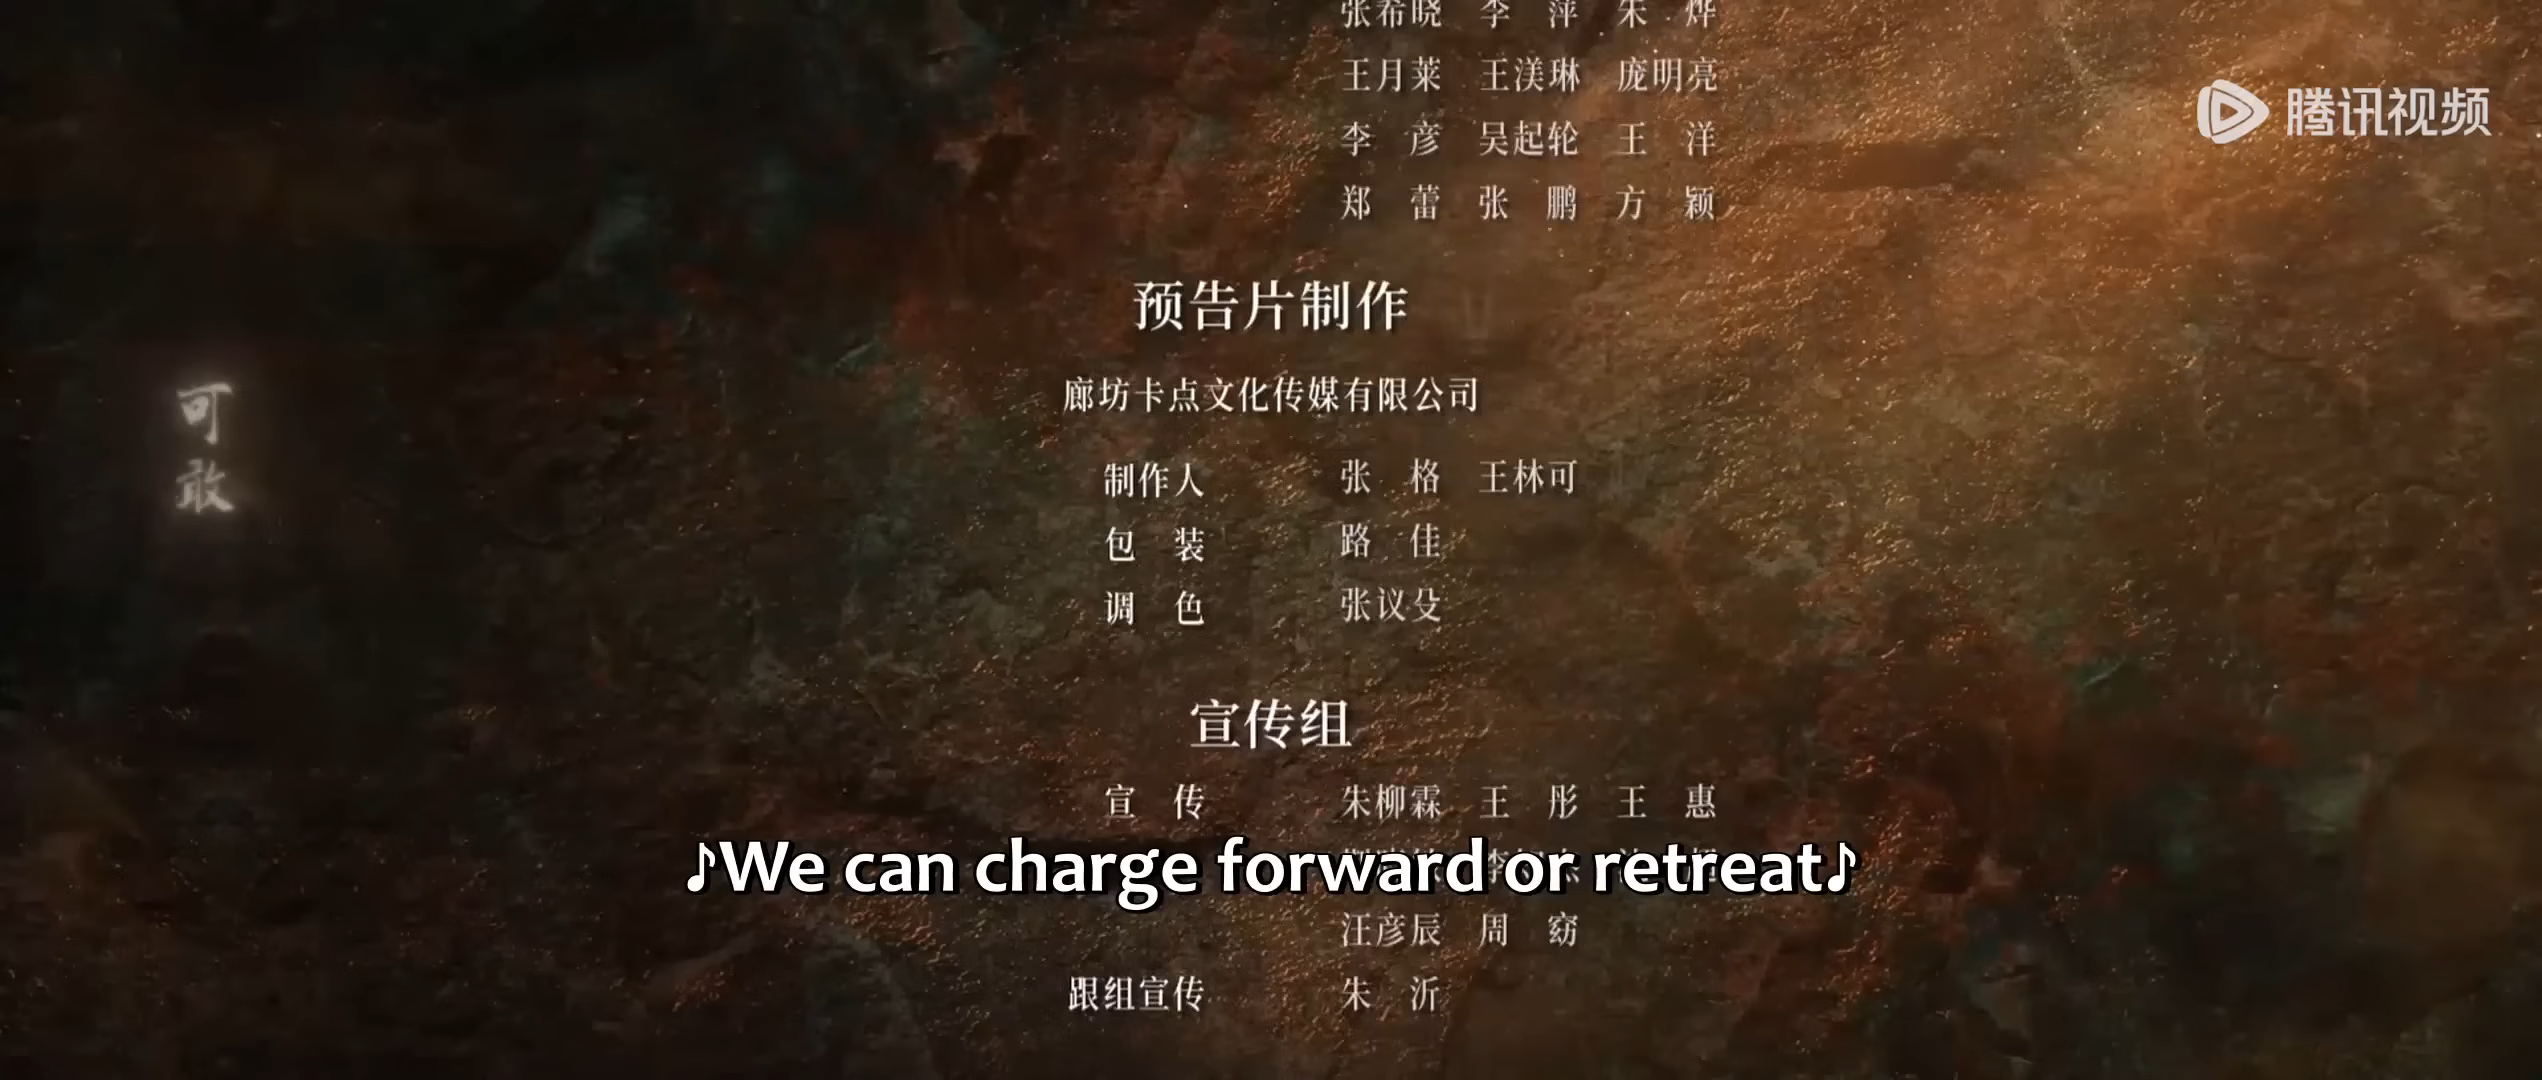 张希晓 李 萍 朱 烨
王月莱 王渼琳 庞明亮
李 彦 吴起轮 王 洋
郑 蕾 张 鹏 方 颖
腾讯视频
预告片制作
廊坊卡点文化传媒有限公司
制作人 张 格 王林可
包 装 路 佳
调 色 张议殳
可
敢
宣传组
宣 传 朱柳霖 王 彤 王 惠
♪We can charge forward or retreat♪
汪彦辰 周 窈
跟组宣传 朱 沂